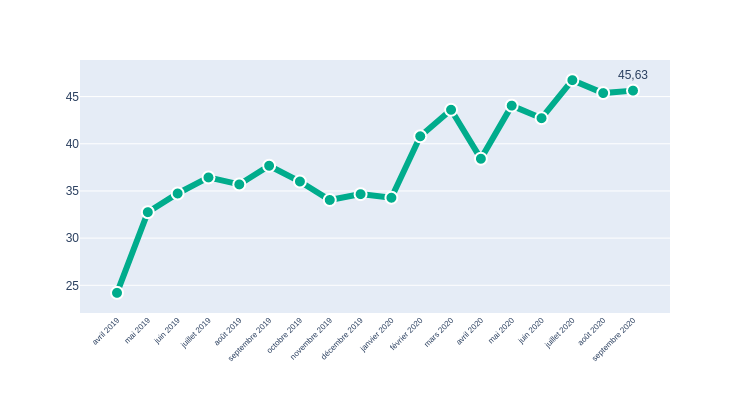 45,63
45
40
35
30
25
avril 2019
mai 2019
juin 2019
juillet 2019
août 2019
septembre 2019
octobre 2019
novembre 2019
décembre 2019
janvier 2020
février 2020
mars 2020
avril 2020
mai 2020
juin 2020
juillet 2020
août 2020
septembre 2020